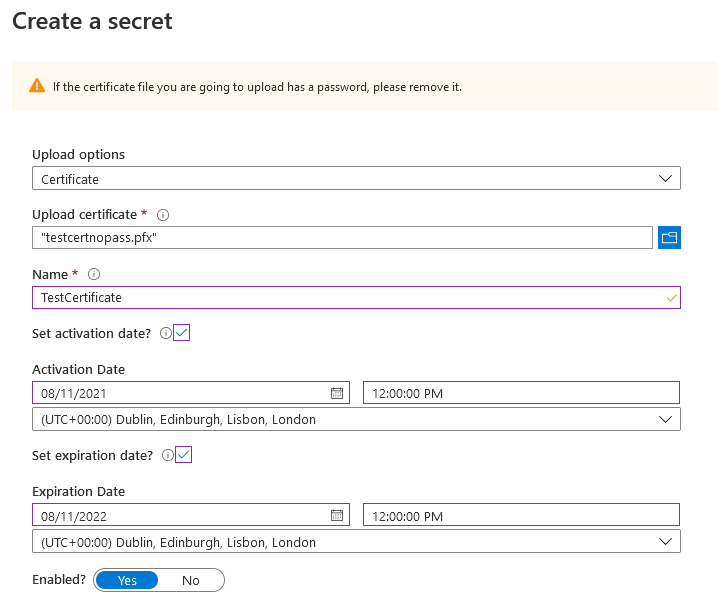 Create a secret
If the certificate file you are going to upload has a password, please remove it.
Upload options
Certificate
Upload certificate *
"testcertnopass.pfx"
Name *
TestCertificate
Set activation date?
Activation Date
08/11/2021 12:00:00 PM
(UTC+00:00) Dublin, Edinburgh, Lisbon, London
Set expiration date?
Expiration Date
08/11/2022 12:00:00 PM
(UTC+00:00) Dublin, Edinburgh, Lisbon, London
Enabled? Yes No